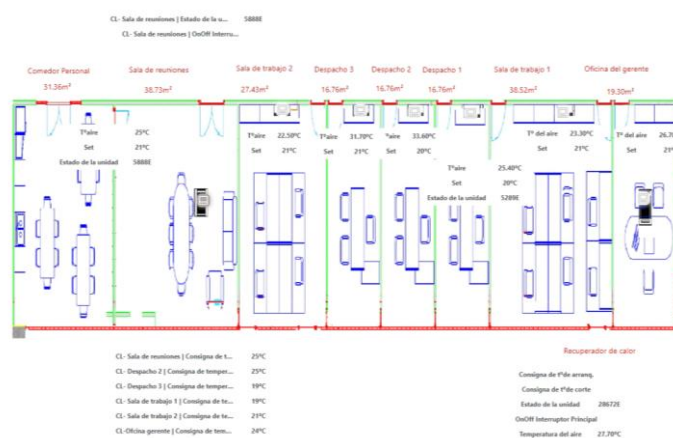 CL- Sala de reuniones | Estado de la u... 5888E
CL- Sala de reuniones | OnOff Interru...
Comedor Personal Sala de reuniones Sala de trabajo 2 Despacho 3 Despacho 2 Despacho 1 Sala de trabajo 1 Oficina del gerente
31.36m² 38.73m² 27.43m² 16.76m² 16.76m² 16.76m² 38.52m² 19.30m²
Tªaire 25ºC Tªaire 22.50ºC Tªaire 31.70ºC ªaire 33.60ºC Tª del aire 23.30ºC Tª del aire 26.7
Set 21ºC Set 21ºC Set 21ºC Set 20ºC Set 21ºC Set 21º
Estado de la unidad 5888E
Tªaire 25.40ºC
Set 20ºC
Estado de la unidad 5289E
Recuperador de calor
CL- Sala de reuniones | Consigna de t... 25ºC
CL- Despacho 2 | Consigna de temper... 25ºC
CL- Despacho 3 | Consigna de temper... 19ºC
CL- Sala de trabajo 1 | Consigna de te... 19ºC
CL- Sala de trabajo 2 | Consigna de te... 21ºC
CL-Oficina gerente | Consigna de tem... 24ºC
Consigna de tªde arranq.
Consigna de tªde corte
Estado de la unidad 20672E
OnOff Interruptor Principal
Temperatura del aire 27.70ºC